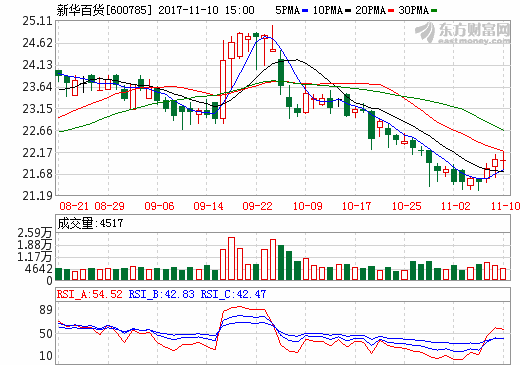 新华百货[600785] 2017-11-10 15:00 5PMA 10PMA 20PMA 30PMA
东方财富网
eastmoney.com
25.11
24.62
24.13
23.65
23.15
22.66
22.17
21.68
21.19
08-21 08-29 09-06 09-14 09-22 10-09 10-17 10-25 11-02 11-10
成交量:4517
2.59万
1.88万
1.17万
4642
0
RSI_A:54.52 RSI_B:42.83 RSI_C:42.47
89
50
10